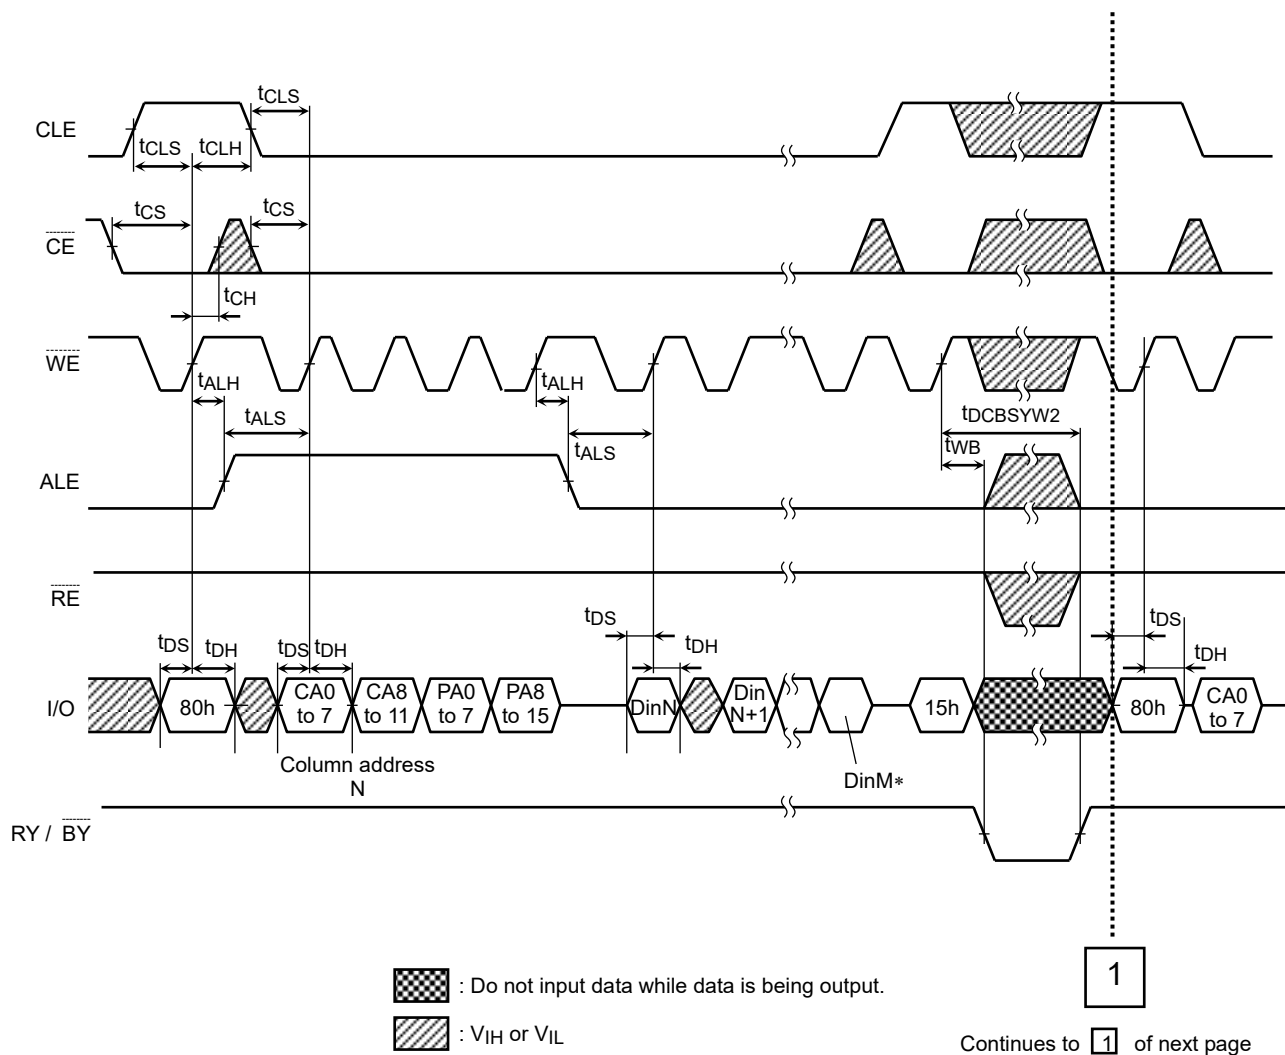 tCLS
CLE
tCLS tCLH
tCS tCS
CE
tCH
WE
tALH tALH
tALS tDCBSYW2
tALS tWB
ALE
RE
tDS tDH tDS tDH tDS tDH tDS tDH
I/O
80h
CA0 to 7
CA8 to 11
PA0 to 7
PA8 to 15
DinN
Din N+1
15h
80h
CA0 to 7
Column address
N
DinM*
RY / BY
1
: Do not input data while data is being output.
: VIH or VIL
Continues to 1 of next page